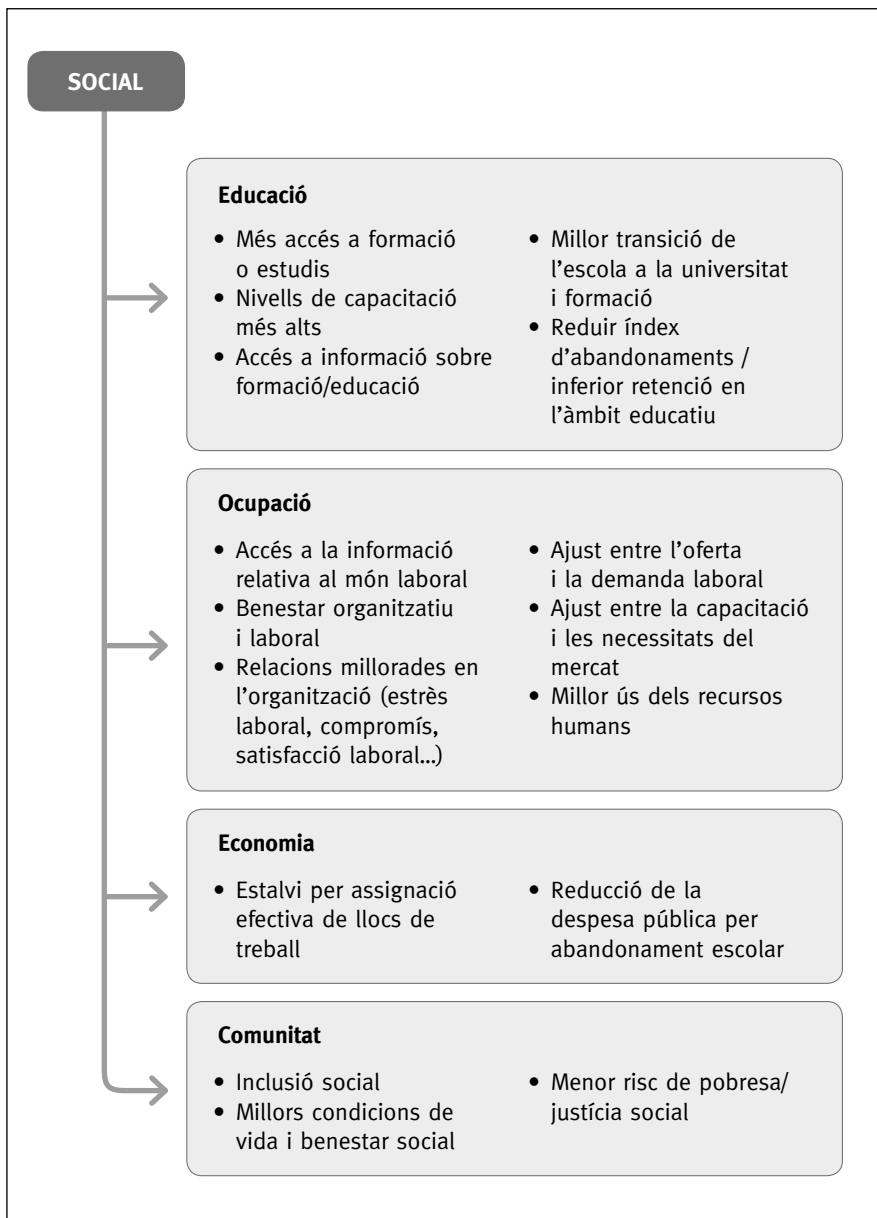 SOCIAL
Educació
• Més accés a formació
o estudis
• Nivells de capacitació
més alts
• Accés a informació sobre
formació/educació
• Millor transició de
l’escola a la universitat
i formació
• Reduir índex
d’abandonaments /
inferior retenció en
l’àmbit educatiu
Ocupació
• Accés a la informació
relativa al món laboral
• Benestar organitzatiu
i laboral
• Relacions millorades en
l’organització (estrès
laboral, compromís,
satisfacció laboral...)
• Ajust entre l’oferta
i la demanda laboral
• Ajust entre la capacitació
i les necessitats del
mercat
• Millor ús dels recursos
humans
Economia
• Estalvi per assignació
efectiva de llocs de
treball
• Reducció de la
despesa pública per
abandonament escolar
Comunitat
• Inclusió social
• Millors condicions de
vida i benestar social
• Menor risc de pobresa/
justícia social